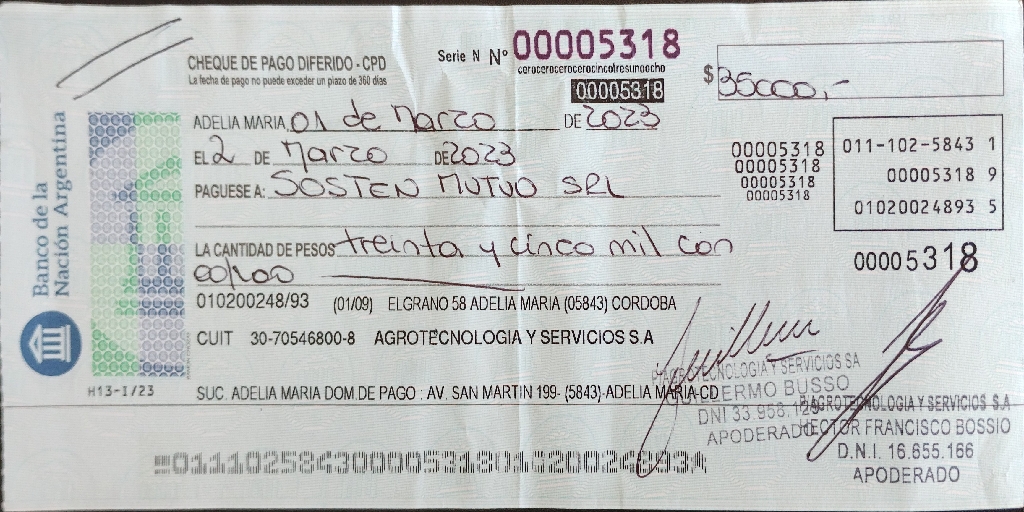 CHEQUE DE PAGO DIFERIDO - CPD
La fecha de pago no puede exceder un plazo de 360 días
Serie N Nº 00005318
cerocerocerocerocincotresunoocho
00005318
$ 35000,-
ADELIA MARIA, 01 de Marzo DE 2023
EL 2 DE Marzo DE 2023
PAGUESE A: SOSTEN MUTUO SRL
00005318
00005318
00005318
00005318
011-102-5843 1
00005318 9
01020024893 5
LA CANTIDAD DE PESOS treinta y cinco mil con
00/100
00005318
010200248/93 (01/09) ELGRANO 58 ADELIA MARIA (05843) CORDOBA
CUIT 30-70546800-8 AGROTECNOLOGIA Y SERVICIOS S.A
Banco de la
Nación Argentina
H13-I/23
SUC. ADELIA MARIA DOM DE PAGO : AV. SAN MARTIN 199- (5843)-ADELIA MARIA-CD
AGROTECNOLOGIA Y SERVICIOS SA
GUILLERMO BUSSO
DNI 33.958.
APODERADO
AGROTECNOLOGIA Y SERVICIOS S.A
HECTOR FRANCISCO BOSSIO
D.N.I. 16.655.166
APODERADO